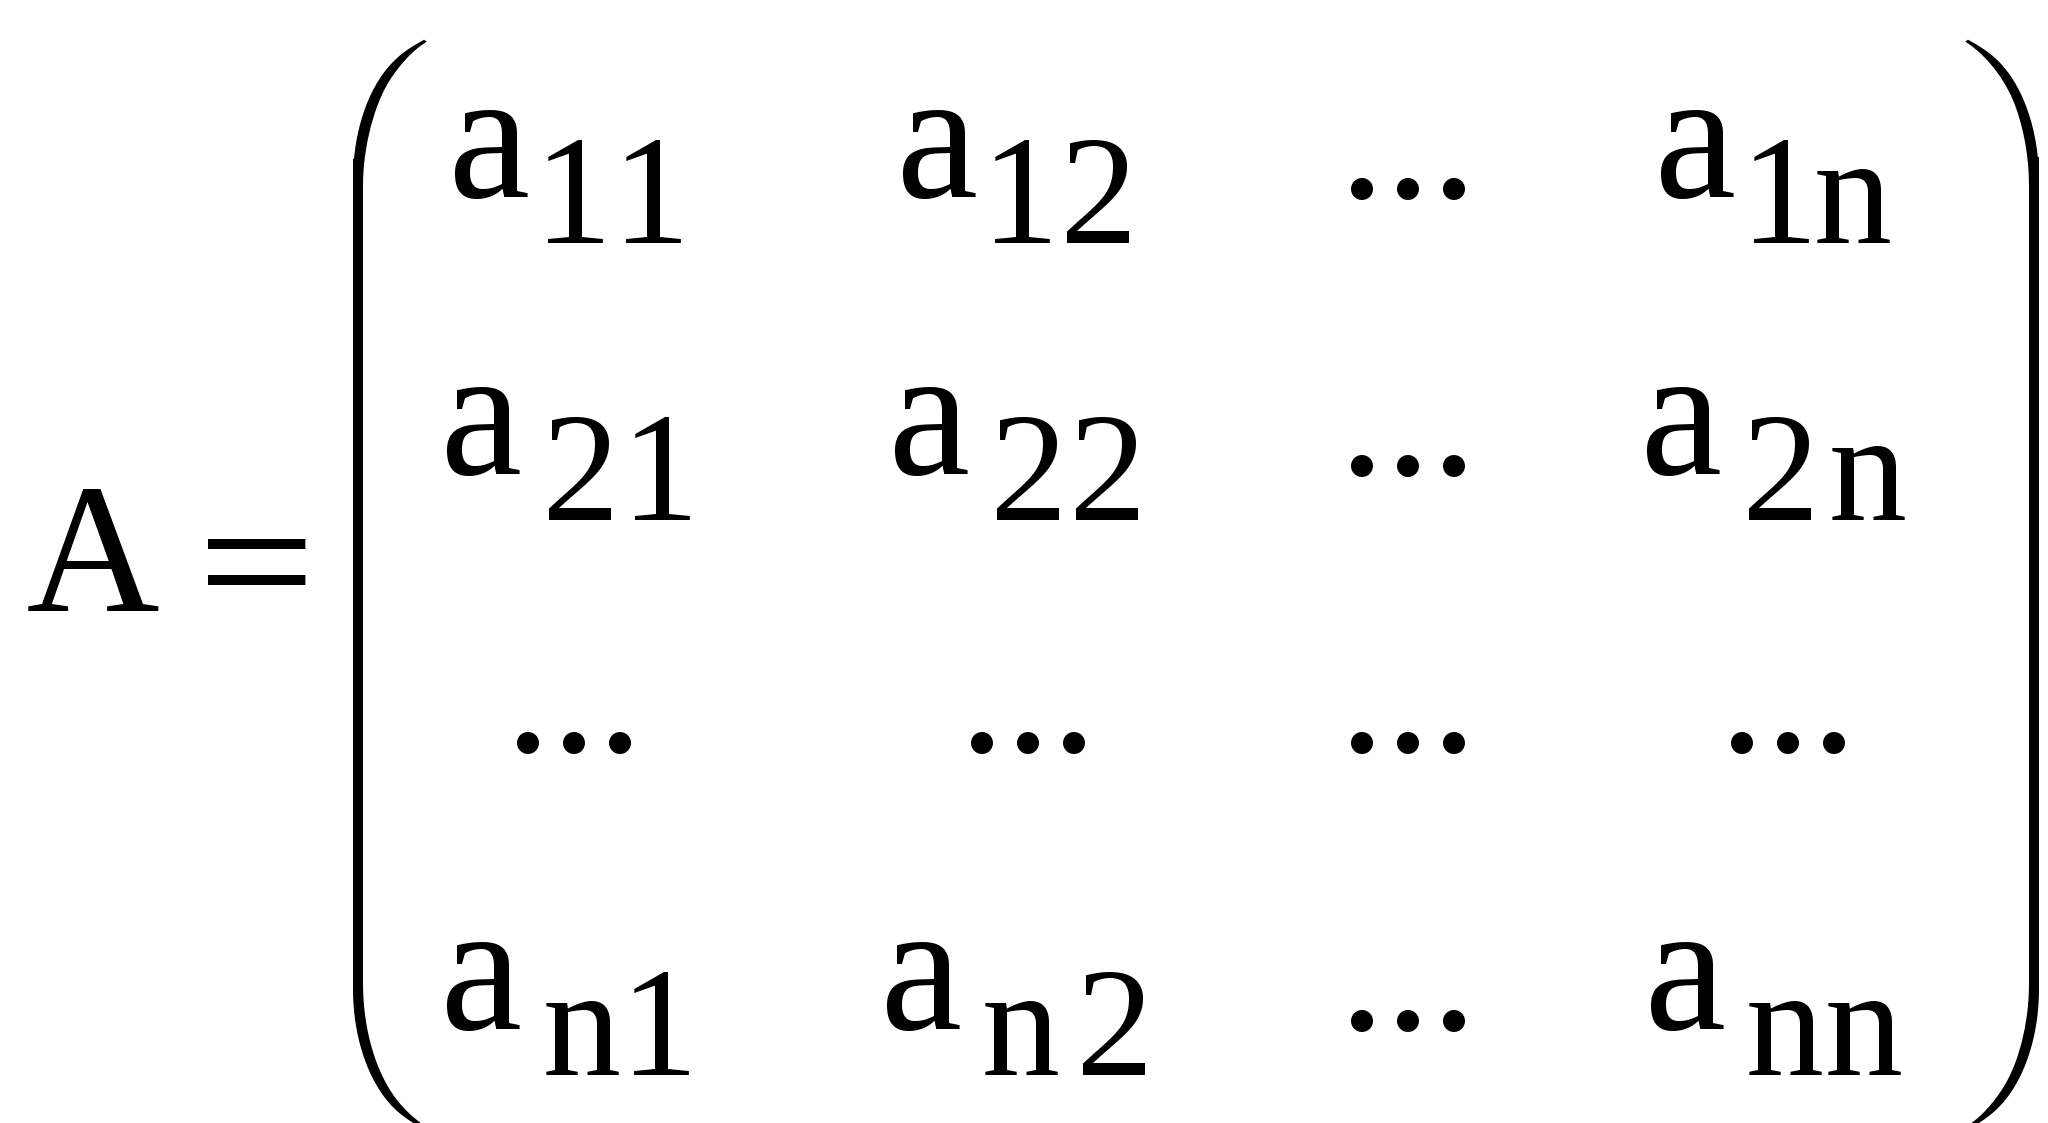 a11 a12 ... a1n
a21 a22 ... a2n
A =
... ... ... ...
an1 an2 ... ann